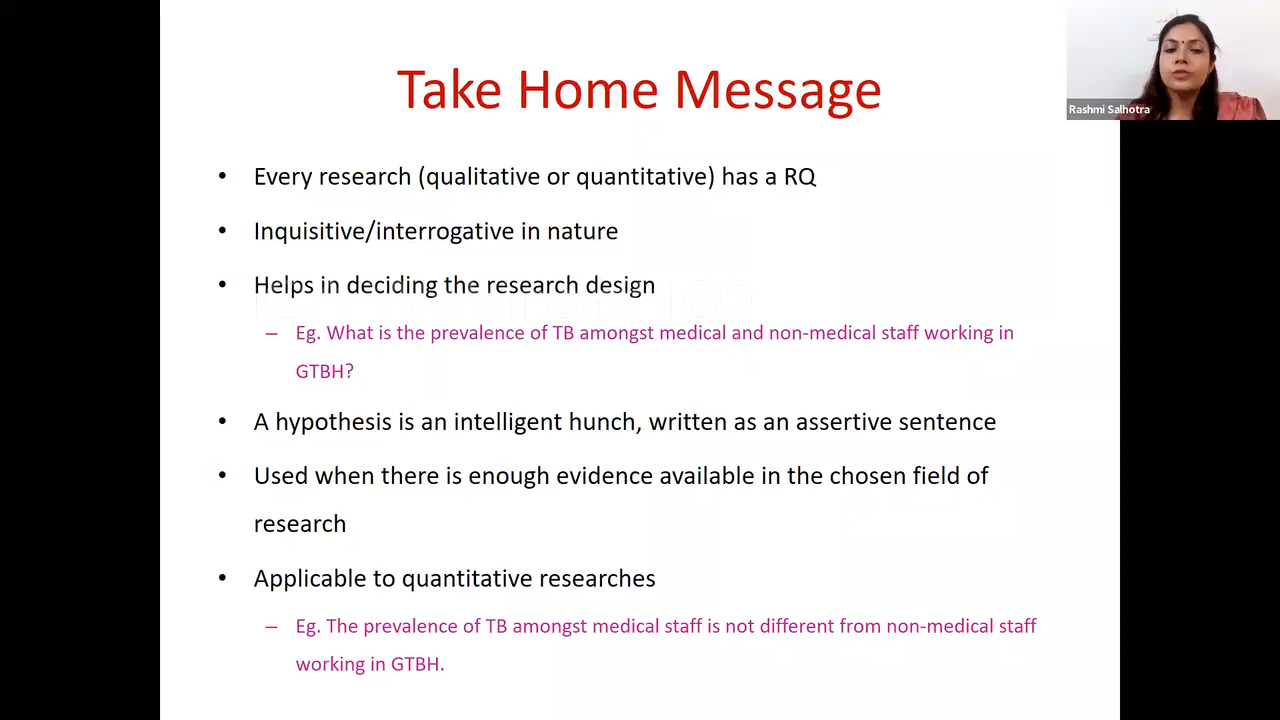 Take Home Message
Rashmi Salhotra
• Every research (qualitative or quantitative) has a RQ
• Inquisitive/interrogative in nature
• Helps in deciding the research design
– Eg. What is the prevalence of TB amongst medical and non-medical staff working in
GTBH?
• A hypothesis is an intelligent hunch, written as an assertive sentence
• Used when there is enough evidence available in the chosen field of
research
• Applicable to quantitative researches
– Eg. The prevalence of TB amongst medical staff is not different from non-medical staff
working in GTBH.